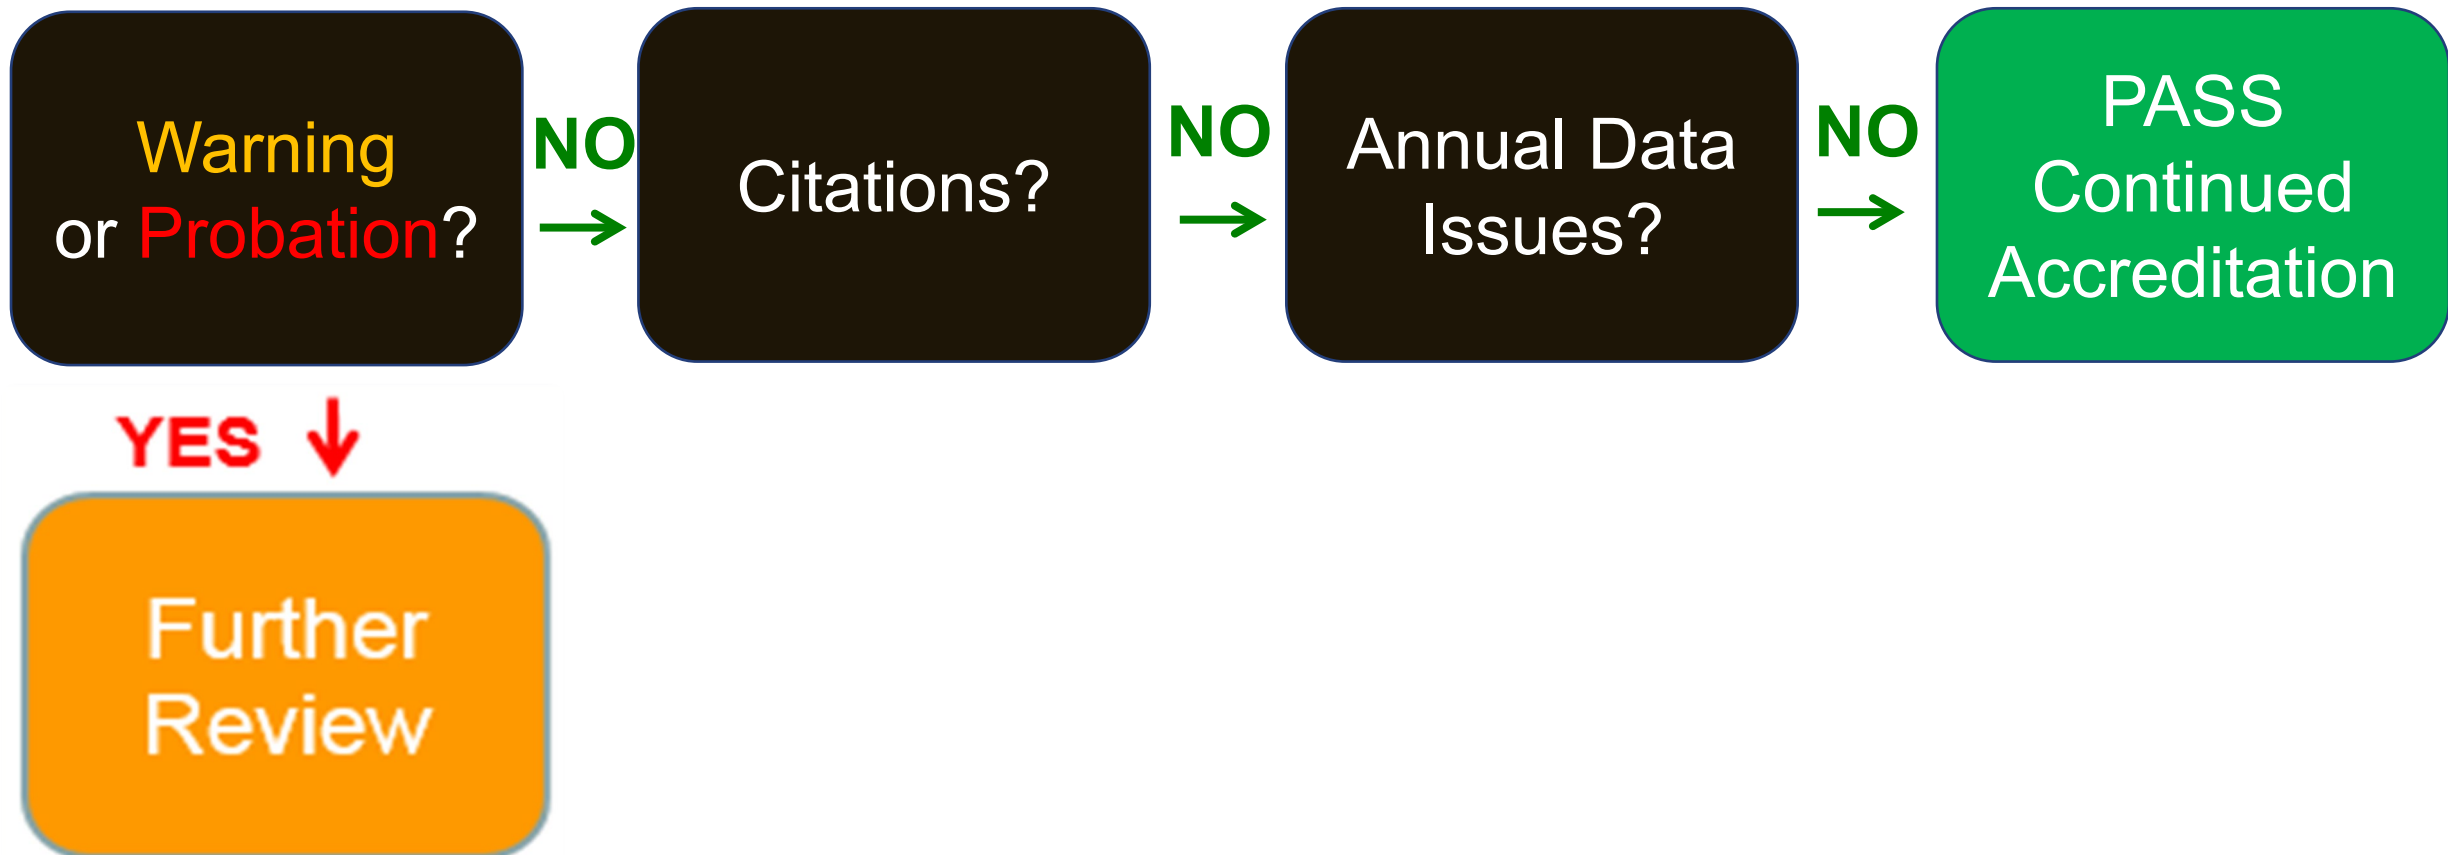 Warning
or Probation?
NO
Citations?
NO
Annual Data
Issues?
NO
PASS
Continued
Accreditation
YES
Further
Review